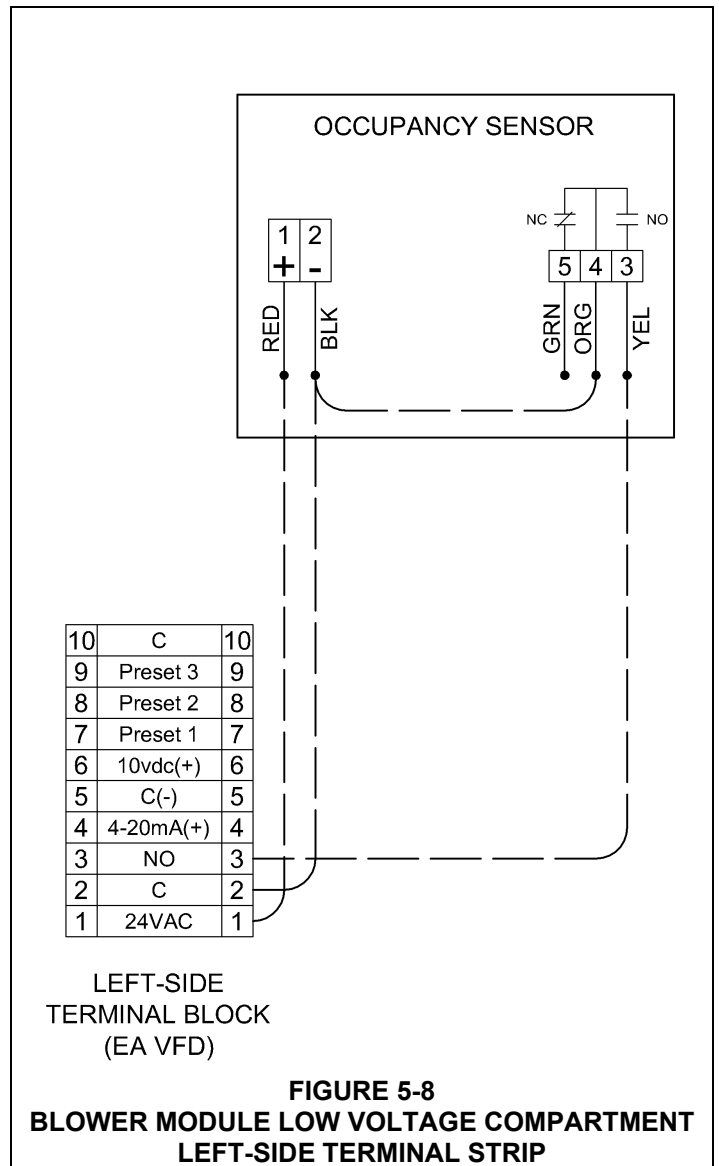 OCCUPANCY SENSOR
NC NO
1 2
+ -
5 4 3
RED BLK GRN ORG YEL
10 C 10
9 Preset 3 9
8 Preset 2 8
7 Preset 1 7
6 10vdc(+) 6
5 C(-) 5
4 4-20mA(+) 4
3 NO 3
2 C 2
1 24VAC 1
LEFT-SIDE
TERMINAL BLOCK
(EA VFD)
FIGURE 5-8
BLOWER MODULE LOW VOLTAGE COMPARTMENT
LEFT-SIDE TERMINAL STRIP